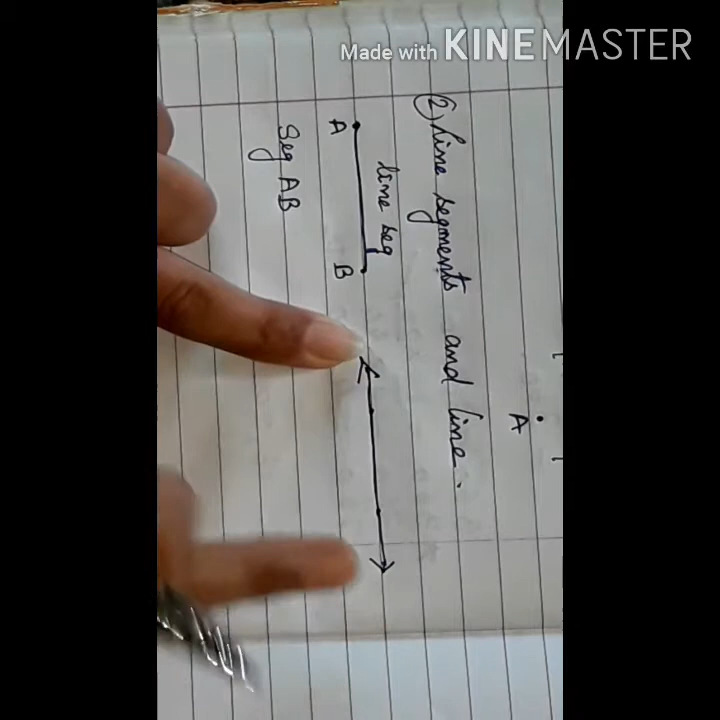 Made with KINEMASTER
A
(2) Line segments and line.
line seg
A B
Seg AB